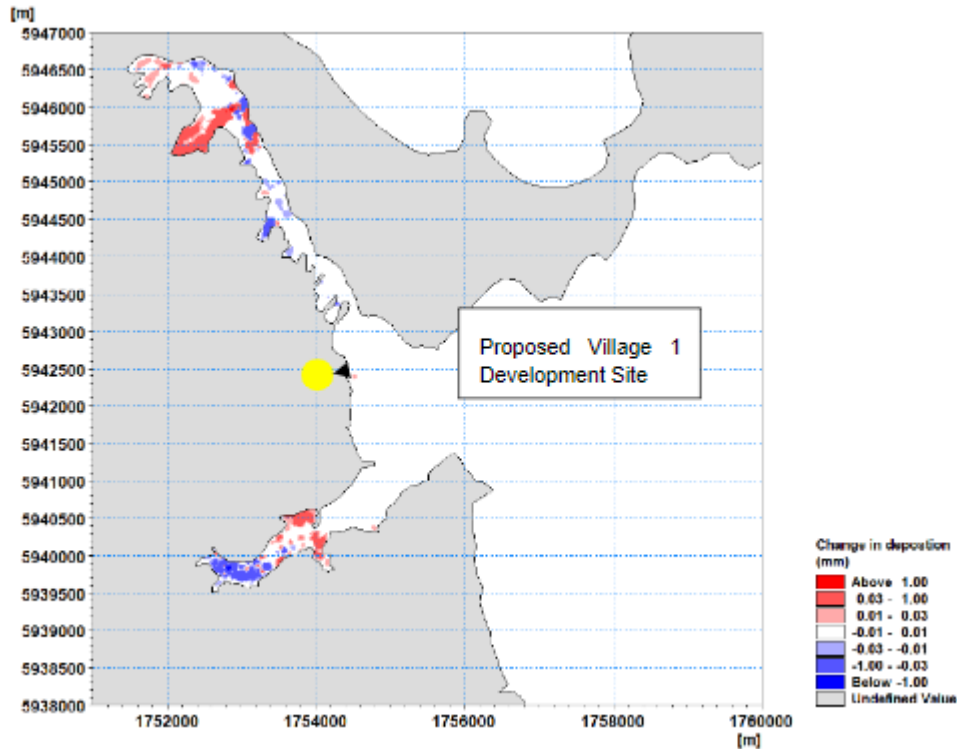 [m]
5947000
5946500
5946000
5945500
5945000
5944500
5944000
5943500
5943000
5942500
5942000
5941500
5941000
5940500
5940000
5939500
5939000
5938500
5938000
Proposed Village 1
Development Site
1752000 1754000 1756000 1758000 1760000
[m]
Change in depostion
(mm)
Above 1.00
0.03 - 1.00
0.01 - 0.03
-0.01 - 0.01
-0.03 - -0.01
-1.00 - -0.03
Below -1.00
Undefined Value